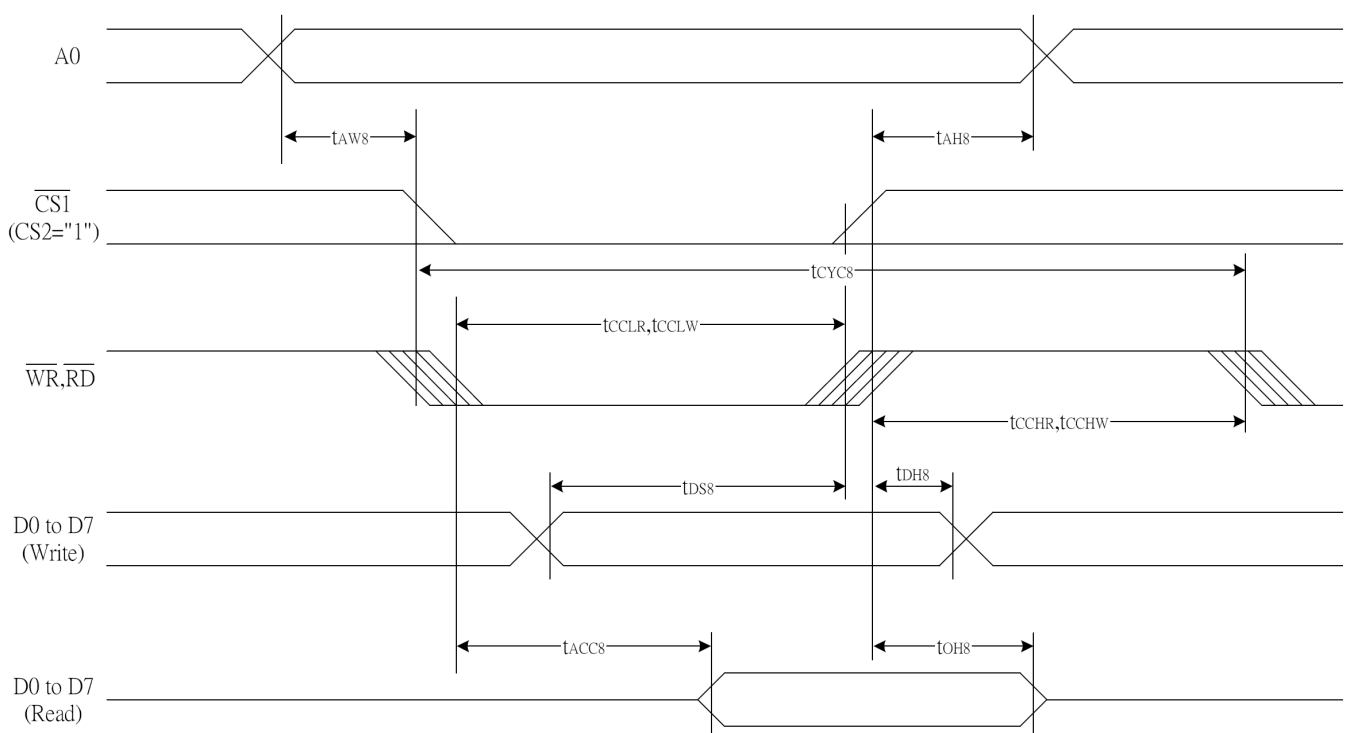 A0
tAW8
tAH8
CS1
(CS2="1")
tCYC8
tCCLR,tCCLW
WR,RD
tCCHR,tCCHW
tDS8
tDH8
D0 to D7
(Write)
tACC8
tOH8
D0 to D7
(Read)